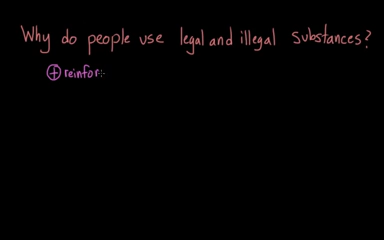 Why do people use legal and illegal substances?
⊕ reinfor